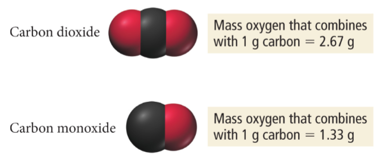 Carbon dioxide
Mass oxygen that combines
with 1 g carbon = 2.67 g
Carbon monoxide
Mass oxygen that combines
with 1 g carbon = 1.33 g